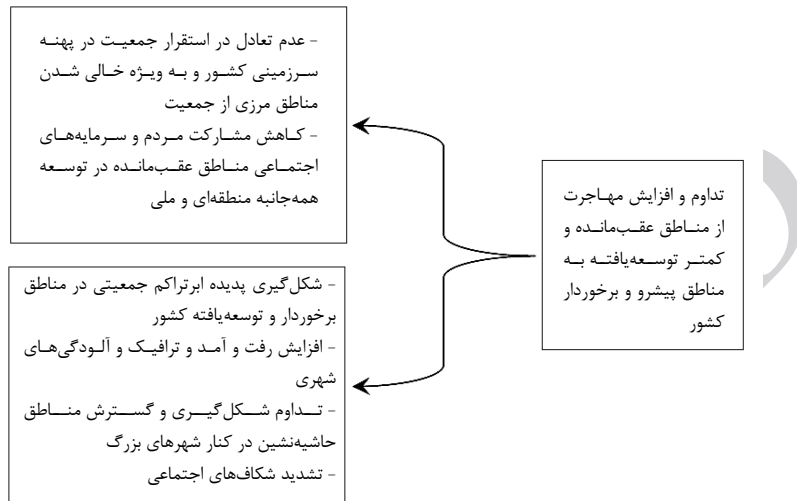 تداوم و افزایش مهاجرت
از مناطق عقب‌مانده و
کمتر توسعه‌یافته به
مناطق پیشرو و برخوردار
کشور
- عدم تعادل در استقرار جمعیت در پهنه
سرزمینی کشور و به ویژه خالی شدن
مناطق مرزی از جمعیت
- کاهش مشارکت مردم و سرمایه‌های
اجتماعی مناطق عقب‌مانده در توسعه
همه‌جانبه منطقه‌ای و ملی
- شکل‌گیری پدیده ابرتراکم جمعیتی در مناطق
برخوردار و توسعه‌یافته کشور
- افزایش رفت و آمد و ترافیک و آلودگی‌های
شهری
- تداوم شکل‌گیری و گسترش مناطق
حاشیه‌نشین در کنار شهرهای بزرگ
- تشدید شکاف‌های اجتماعی